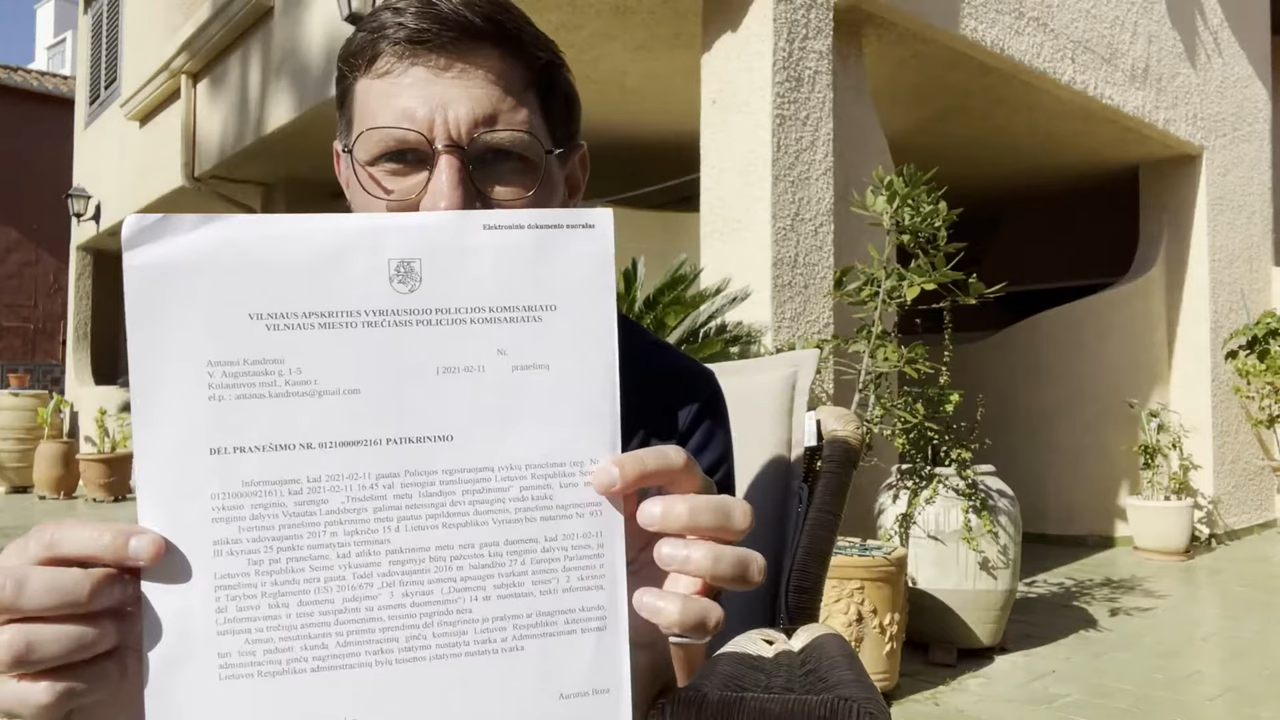 Elektroninio dokumento nuorašas
VILNIAUS APSKRITIES VYRIAUSIOJO POLICIJOS KOMISARIATO
VILNIAUS MIESTO TREČIASIS POLICIJOS KOMISARIATAS
Antanui Kandrotui
V. Augustausko g. 1-5
Kulautuvos mstl., Kauno r.
el.p. : antanas.kandrotas@gmail.com
Nr.
Į 2021-02-11 pranešimą
DĖL PRANEŠIMO NR. 0121000092161 PATIKRINIMO
Informuojame, kad 2021-02-11 gautas Policijos registruojamų įvykių pranešimas (reg. Nr.
0121000092161), kad 2021-02-11 16.45 val. tiesiogiai transliuojamo Lietuvos Respublikos Seime
vykusio renginio, surengto „Trisdešimt metų Islandijos pripažinimui" paminėti, kurio metu
renginio dalyvis Vytautas Landsbergis galimai neteisingai devi apsauginę veido kaukę.
Įvertinus pranešimo patikrinimo metu gautus papildomus duomenis, pranešimo nagrinėjimas
atliktas vadovaujantis 2017 m. lapkričio 15 d. Lietuvos Respublikos Vyriausybės nutarimo Nr 933
III skyriaus 25 punkte numatytais terminais.
Taip pat pranešame, kad atlikto patikrinimo metu nėra gauta duomenų, kad 2021-02-11
Lietuvos Respublikos Seime vykusiame renginyje būtų pažeistos kitų renginio dalyvių teisės, jų
pranešimų ir skundų nėra gauta. Todėl vadovaujantis 2016 m. balandžio 27 d. Europos Parlamento
ir Tarybos Reglamento (ES) 2016/679 „Dėl fizinių asmenų apsaugos tvarkant asmens duomenis ir
del laisvo tokių duomenų judėjimo" 3 skyriaus („Duomenų subjekto teisės") 2 skirsnio
(„Informavimas ir teisė susipažinti su asmens duomenimis") 14 str nuostatais, teikti informaciją,
susijusią su trečiųjų asmenų duomenimis, teisinio pagrindo nėra.
Asmuo, nesutinkantis su priimtu sprendimu dėl išnagrinėto jo prašymo ar išnagrinėto skundo,
turi teisę paduoti skundą Administracinių ginčų komisijai Lietuvos Respublikos ikiteisminio
administracinių ginčų nagrinėjimo tvarkos įstatymo nustatyta tvarka ar Administraciniam teismui
Lietuvos Respublikos administracinių bylų teisenos įstatymo nustatyta tvarka